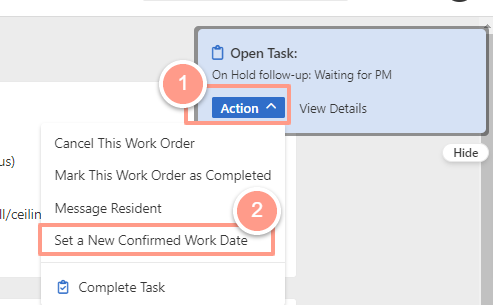 Open Task:
On Hold follow-up: Waiting for PM
1
Action
View Details
Hide
Cancel This Work Order
us)
Mark This Work Order as Completed
Message Resident
2
ll/ceilin
Set a New Confirmed Work Date
Complete Task